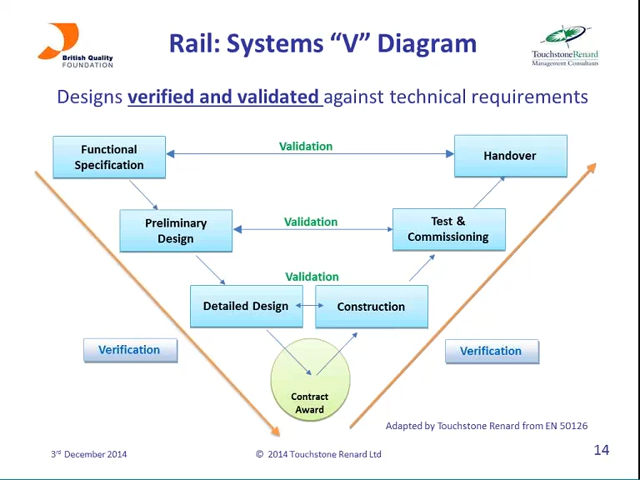 British Quality
FOUNDATION
Rail: Systems “V” Diagram
TouchstoneRenard
Management Consultants
Designs verified and validated against technical requirements
Functional
Specification
Validation
Handover
Preliminary
Design
Validation
Test &
Commissioning
Validation
Detailed Design
Construction
Verification
Verification
Contract
Award
Adapted by Touchstone Renard from EN 50126
3rd December 2014
© 2014 Touchstone Renard Ltd
14